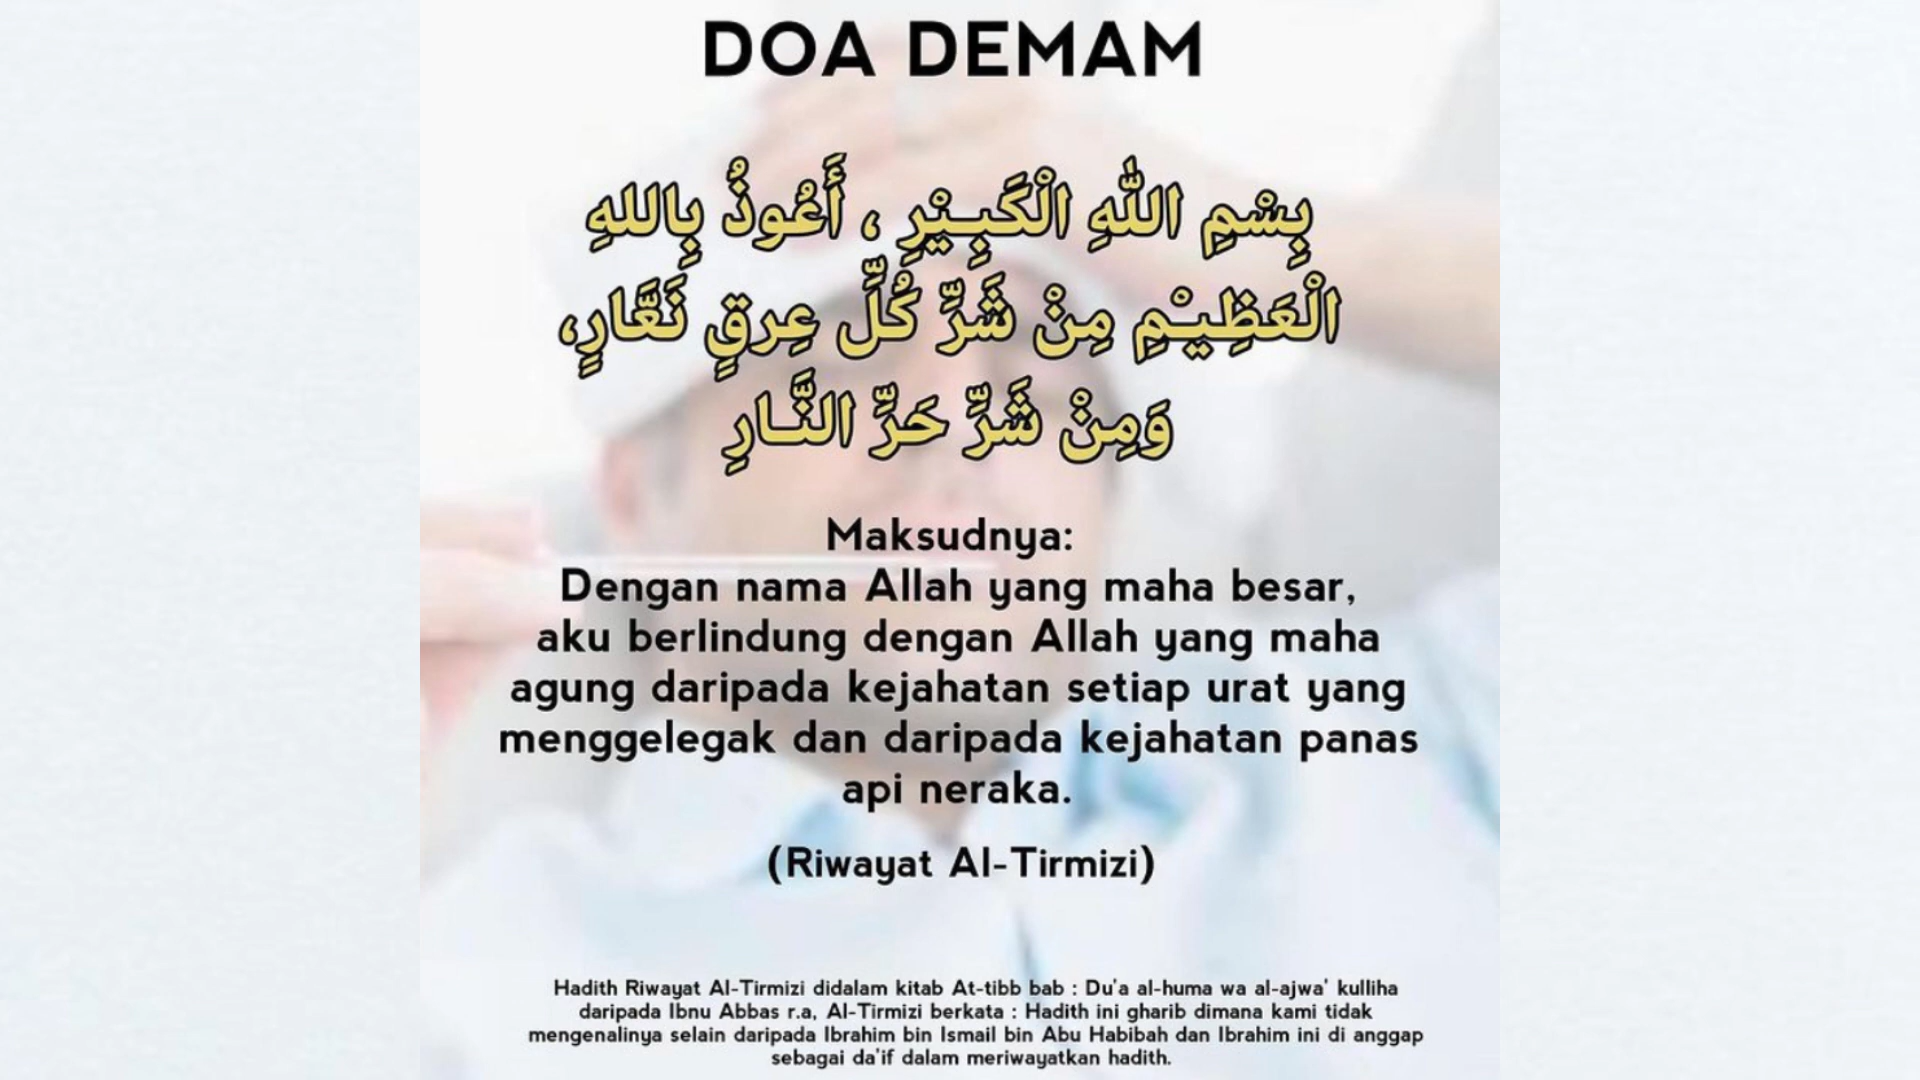 DOA DEMAM
بِسْمِ اللهِ الْكَبِيْرِ ، أَعُوذُ بِاللهِ
الْعَظِيْمِ مِنْ شَرِّ كُلِّ عِرقٍ نَعَّارٍ،
وَمِنْ شَرِّ حَرِّ النَّارِ
Maksudnya:
Dengan nama Allah yang maha besar,
aku berlindung dengan Allah yang maha
agung daripada kejahatan setiap urat yang
menggelegak dan daripada kejahatan panas
api neraka.
(Riwayat Al-Tirmizi)
Hadith Riwayat Al-Tirmizi didalam kitab At-tibb bab : Du'a al-huma wa al-ajwa' kulliha
daripada Ibnu Abbas r.a, Al-Tirmizi berkata : Hadith ini gharib dimana kami tidak
mengenalinya selain daripada Ibrahim bin Ismail bin Abu Habibah dan Ibrahim ini di anggap
sebagai da'if dalam meriwayatkan hadith.